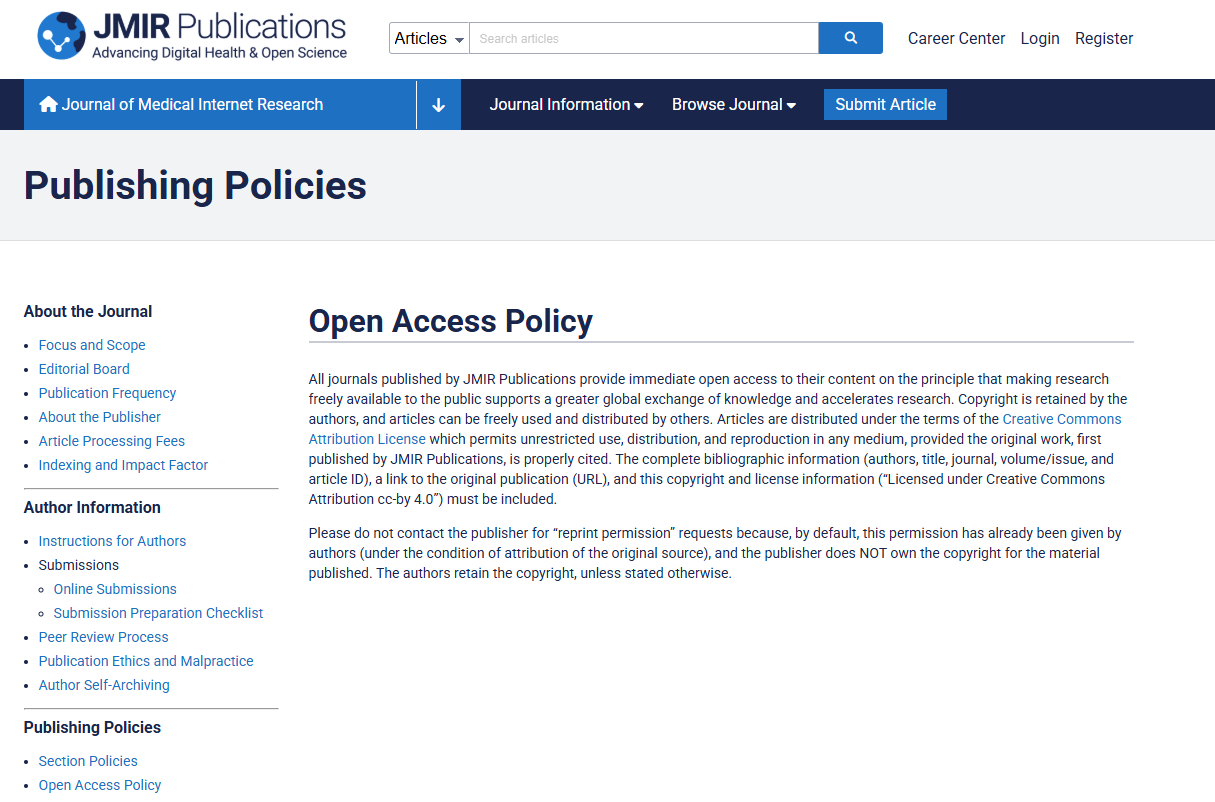 JMIR Publications
Advancing Digital Health & Open Science
Articles
Search articles
Career Center
Login
Register
Journal of Medical Internet Research
Journal Information
Browse Journal
Submit Article
Publishing Policies
About the Journal
Focus and Scope
Editorial Board
Publication Frequency
About the Publisher
Article Processing Fees
Indexing and Impact Factor
Author Information
Instructions for Authors
Submissions
Online Submissions
Submission Preparation Checklist
Peer Review Process
Publication Ethics and Malpractice
Author Self-Archiving
Publishing Policies
Section Policies
Open Access Policy
Open Access Policy
All journals published by JMIR Publications provide immediate open access to their content on the principle that making research
freely available to the public supports a greater global exchange of knowledge and accelerates research. Copyright is retained by the
authors, and articles can be freely used and distributed by others. Articles are distributed under the terms of the Creative Commons
Attribution License which permits unrestricted use, distribution, and reproduction in any medium, provided the original work, first
published by JMIR Publications, is properly cited. The complete bibliographic information (authors, title, journal, volume/issue, and
article ID), a link to the original publication (URL), and this copyright and license information (“Licensed under Creative Commons
Attribution cc-by 4.0”) must be included.
Please do not contact the publisher for “reprint permission” requests because, by default, this permission has already been given by
authors (under the condition of attribution of the original source), and the publisher does NOT own the copyright for the material
published. The authors retain the copyright, unless stated otherwise.